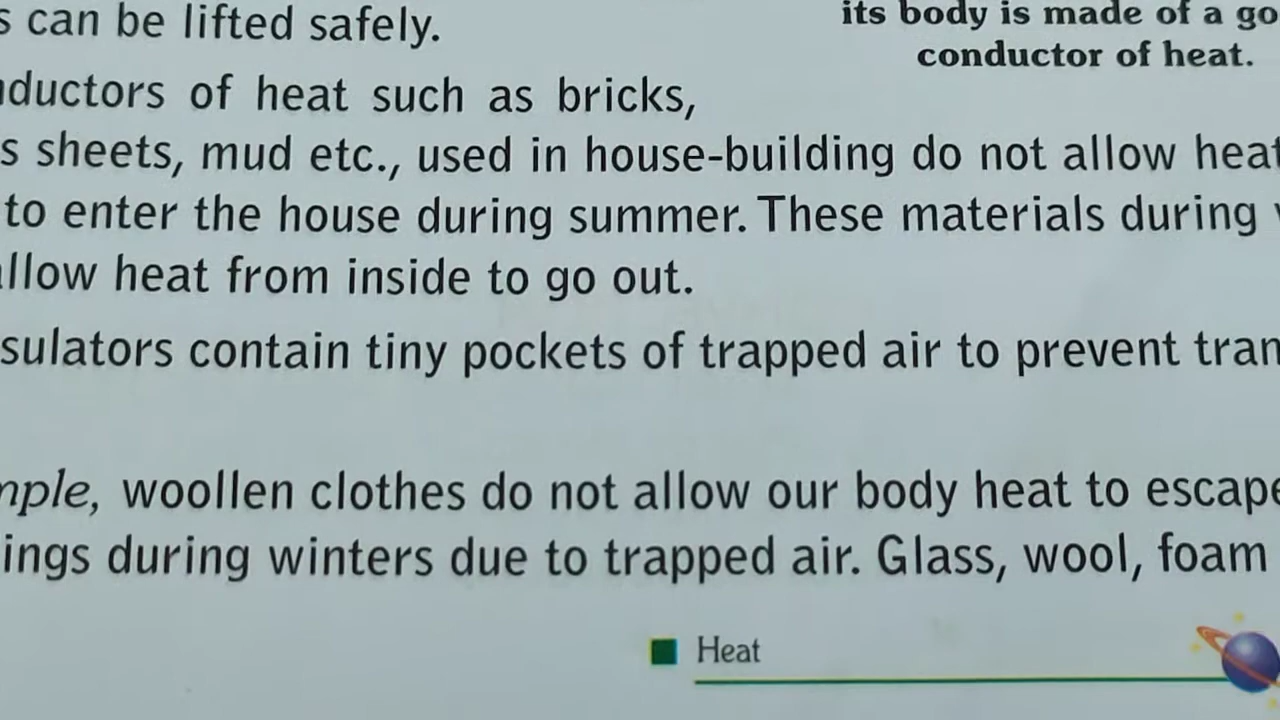 s can be lifted safely.
its body is made of a go
conductor of heat.
ductors of heat such as bricks,
s sheets, mud etc., used in house-building do not allow heat
to enter the house during summer. These materials during
llow heat from inside to go out.
sulators contain tiny pockets of trapped air to prevent tran
mple, woollen clothes do not allow our body heat to escape
ings during winters due to trapped air. Glass, wool, foam
Heat